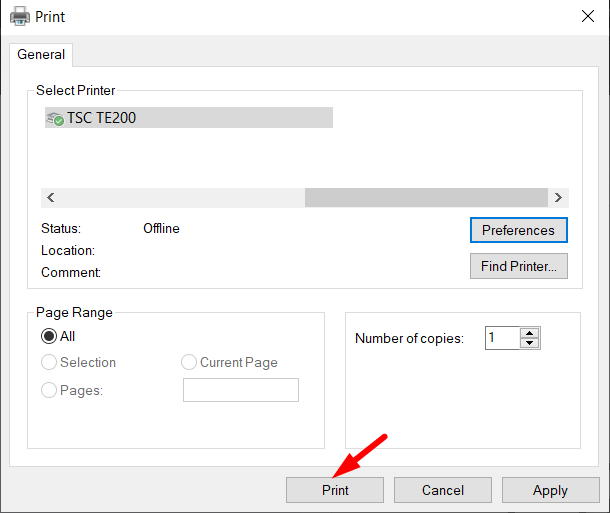 Print
General
Select Printer
TSC TE200
Status: Offline
Preferences
Location:
Comment:
Find Printer...
Page Range
All
Selection
Current Page
Pages:
Number of copies: 1
Print
Cancel
Apply